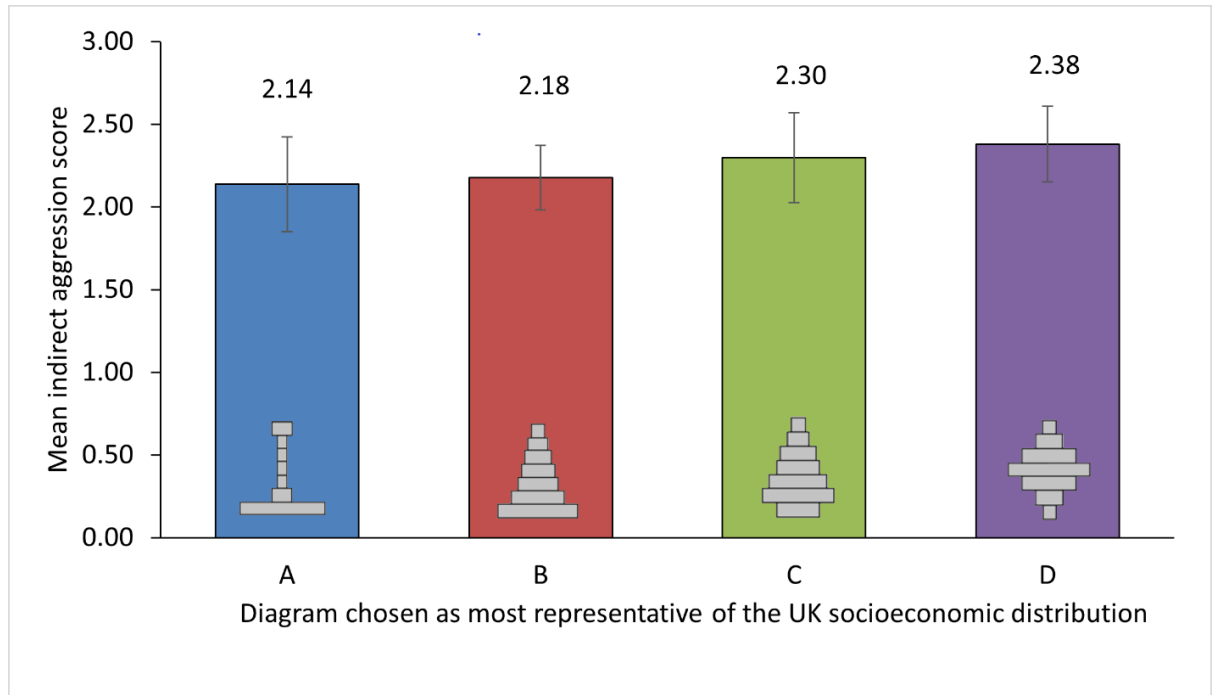 3.00
2.50
2.00
1.50
1.00
0.50
0.00
Mean indirect aggression score
2.14
2.18
2.30
2.38
A
B
C
D
Diagram chosen as most representative of the UK socioeconomic distribution